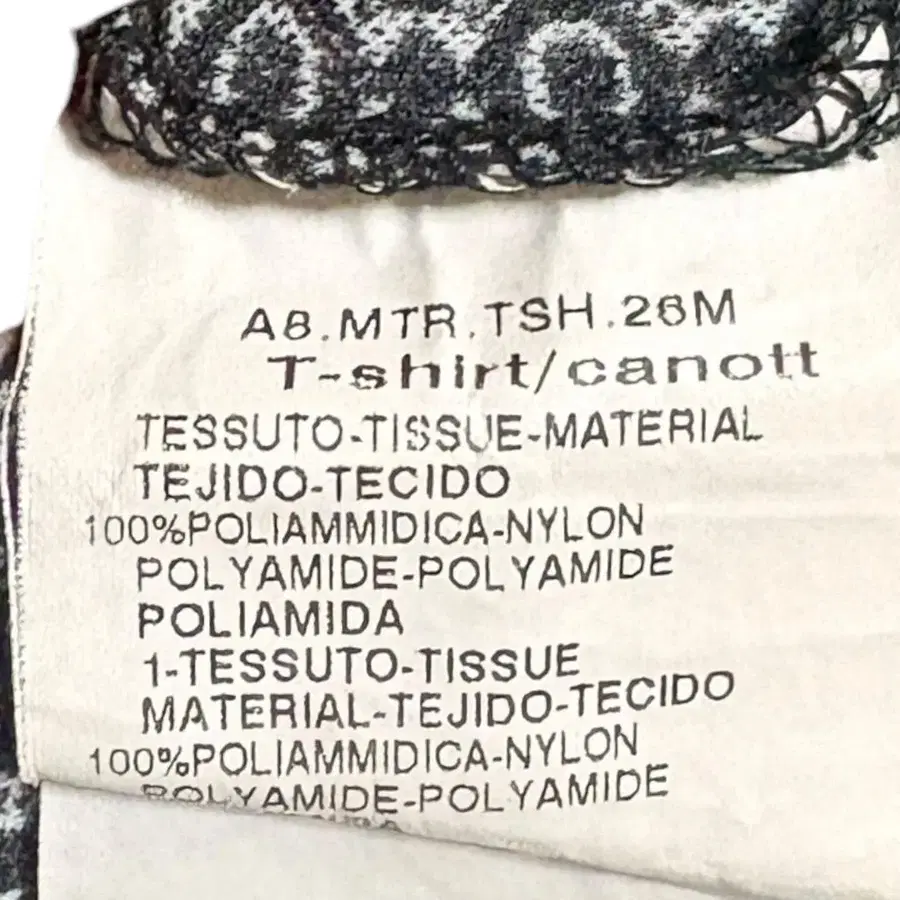 A8.MTR.TSH.26M
T-shirt/canott
TESSUTO-TISSUE-MATERIAL
TEJIDO-TECIDO
100%POLIAMMIDICA-NYLON
POLYAMIDE-POLYAMIDE
POLIAMIDA
1-TESSUTO-TISSUE
MATERIAL-TEJIDO-TECIDO
100%POLIAMMIDICA-NYLON
POLYAMIDE-POLYAMIDE